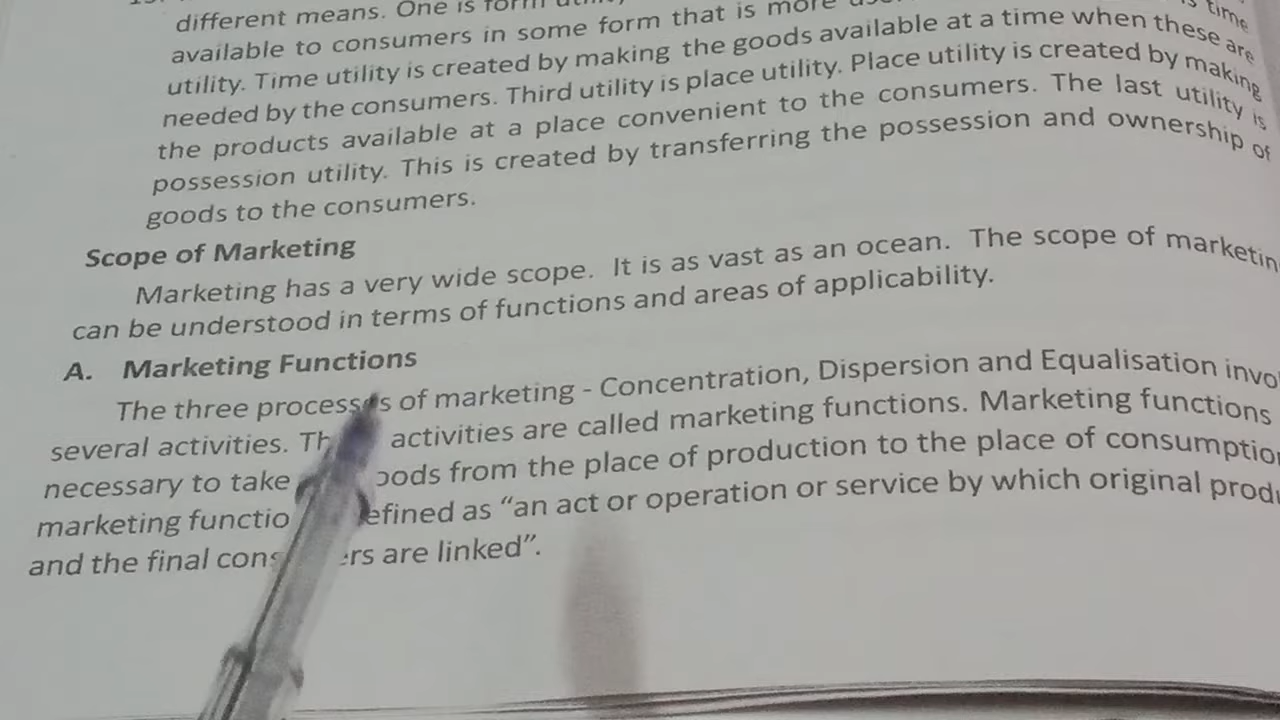 different means. One is form
available to consumers in some form that is more
utility. Time utility is created by making the goods available at a time when these are
needed by the consumers. Third utility is place utility. Place utility is created by making
the products available at a place convenient to the consumers. The last utility is
possession utility. This is created by transferring the possession and ownership of
goods to the consumers.
Scope of Marketing
Marketing has a very wide scope. It is as vast as an ocean. The scope of marketin
can be understood in terms of functions and areas of applicability.
A. Marketing Functions
The three processes of marketing - Concentration, Dispersion and Equalisation invo
several activities. Th activities are called marketing functions. Marketing functions
necessary to take oods from the place of production to the place of consumptio
marketing functio efined as “an act or operation or service by which original produ
and the final cons ers are linked”.